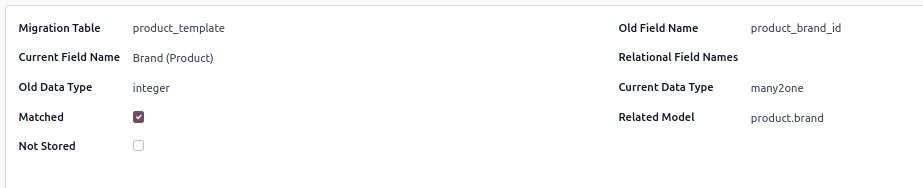 Migration Table product_template Old Field Name product_brand_id
Current Field Name Brand (Product) Relational Field Names
Old Data Type integer Current Data Type many2one
Matched Related Model product.brand
Not Stored